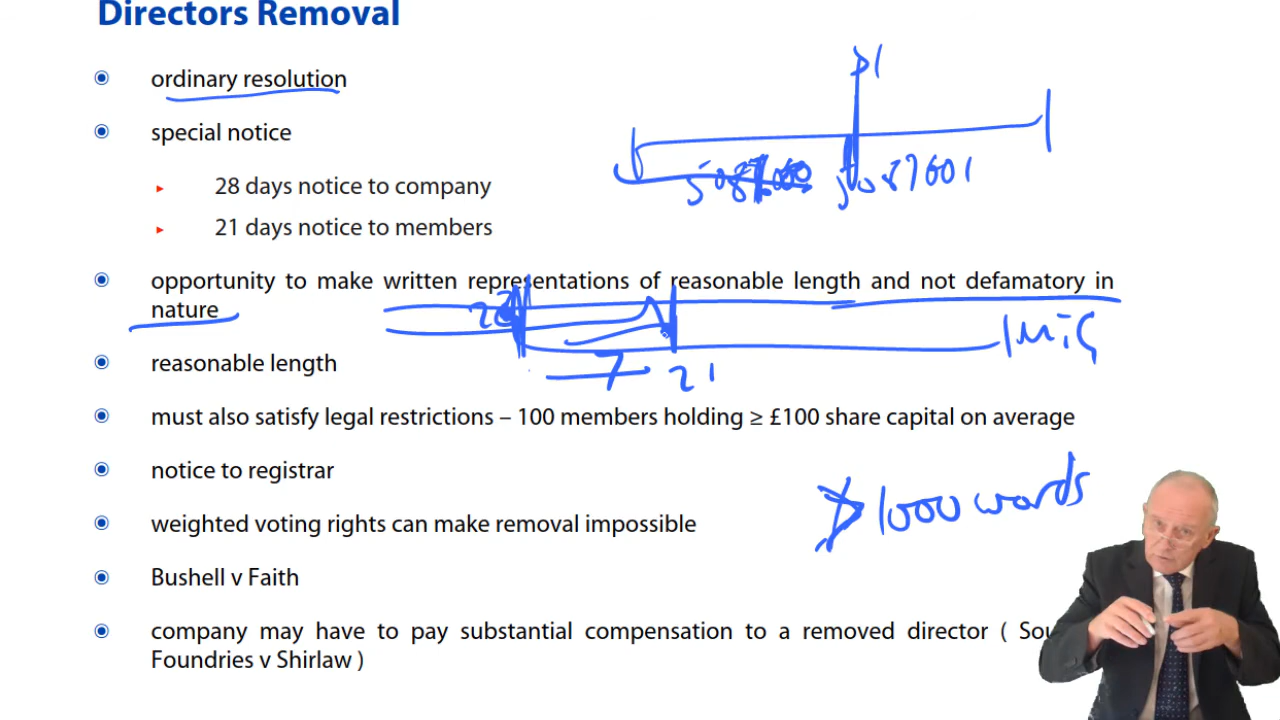 Directors Removal
ordinary resolution
special notice
28 days notice to company
21 days notice to members
opportunity to make written representations of reasonable length and not defamatory in
nature
reasonable length
must also satisfy legal restrictions – 100 members holding ≥ £100 share capital on average
notice to registrar
weighted voting rights can make removal impossible
Bushell v Faith
company may have to pay substantial compensation to a removed director (
Foundries v Shirlaw )
5087601
28
7
21
MTG
1000 words